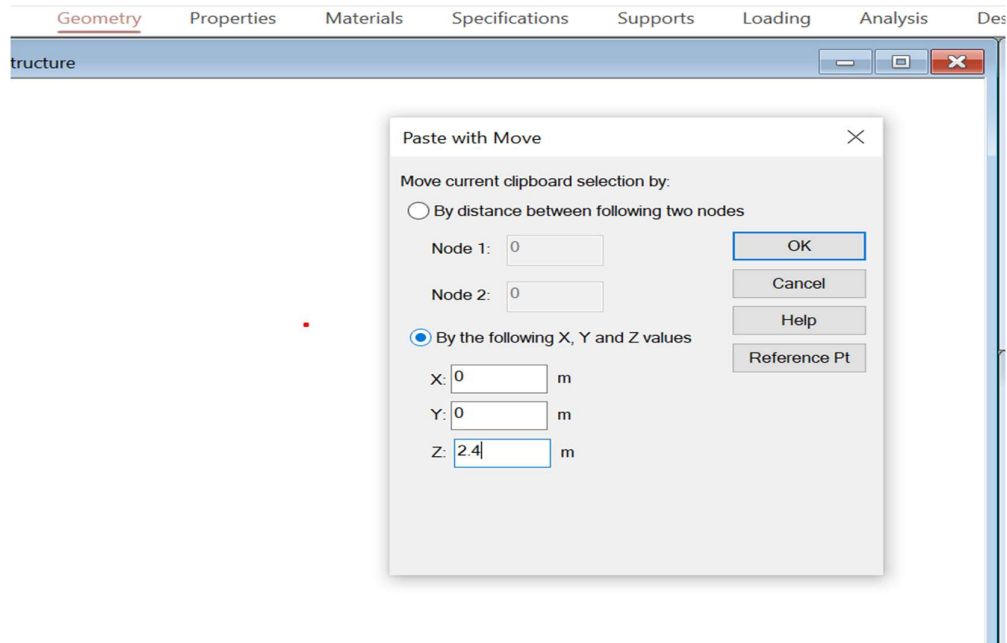 Geometry Properties Materials Specifications Supports Loading Analysis
tructure
Paste with Move
Move current clipboard selection by:
By distance between following two nodes
Node 1: 0
OK
Cancel
Node 2: 0
Help
By the following X, Y and Z values
Reference Pt
X: 0 m
Y: 0 m
Z: 2.4 m